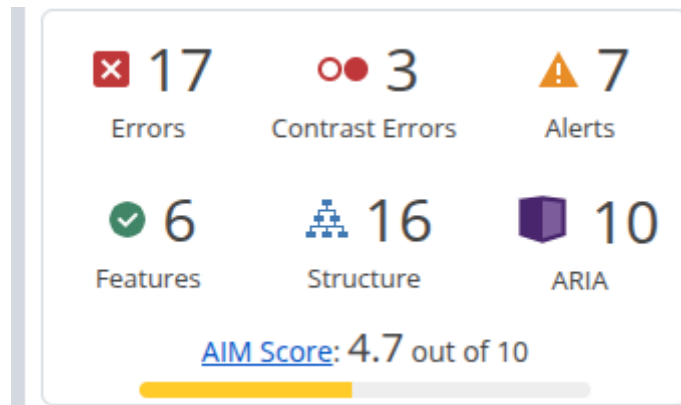 17 3 7
Errors Contrast Errors Alerts
6 16 10
Features Structure ARIA
AIM Score: 4.7 out of 10